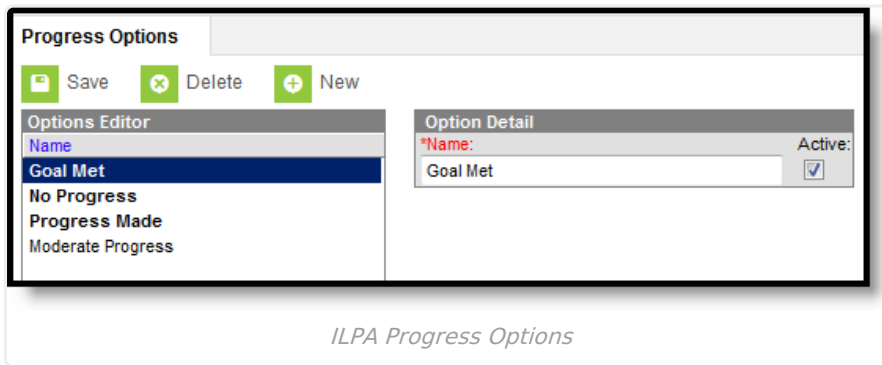 Progress Options
Save Delete New
Options Editor
Name
Goal Met
No Progress
Progress Made
Moderate Progress
Option Detail
*Name: Active:
Goal Met
ILPA Progress Options